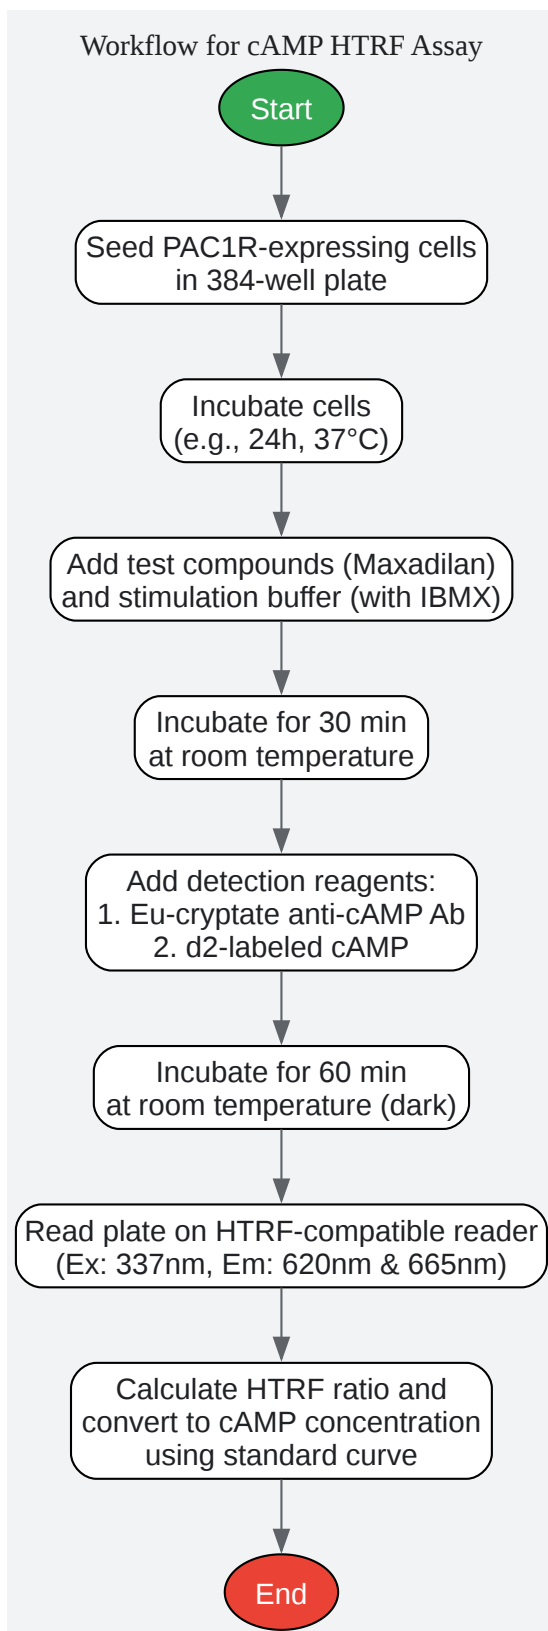 Workflow for cAMP HTRF Assay
Start
Seed PAC1R-expressing cells
in 384-well plate
Incubate cells
(e.g., 24h, 37°C)
Add test compounds (Maxadilan)
and stimulation buffer (with IBMX)
Incubate for 30 min
at room temperature
Add detection reagents:
1. Eu-cryptate anti-cAMP Ab
2. d2-labeled cAMP
Incubate for 60 min
at room temperature (dark)
Read plate on HTRF-compatible reader
(Ex: 337nm, Em: 620nm & 665nm)
Calculate HTRF ratio and
convert to cAMP concentration
using standard curve
End